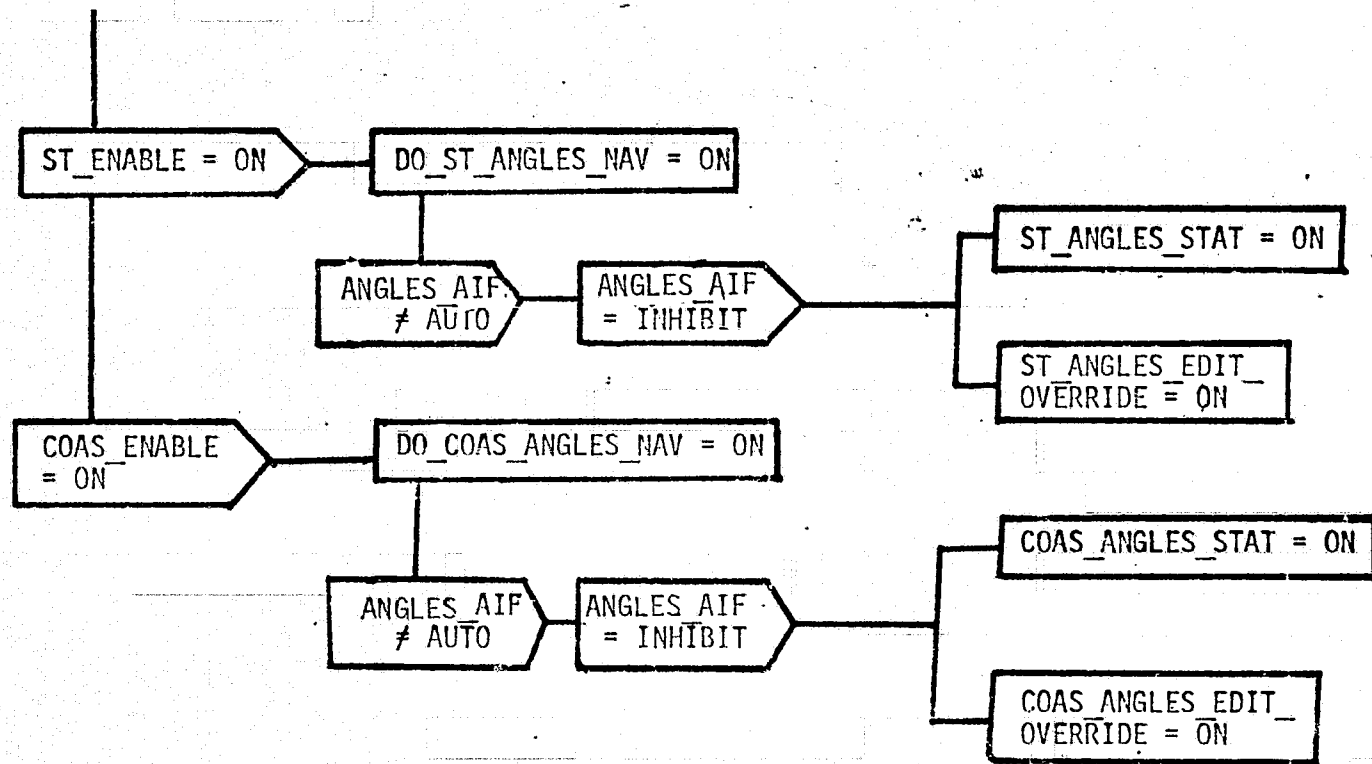 ST_ENABLE = ON
DO_ST_ANGLES_NAV = ON
ST_ANGLES_STAT = ON
ANGLES_AIF
≠ AUTO
ANGLES_AIF
= INHIBIT
ST_ANGLES_EDIT_
OVERRIDE = ON
COAS_ENABLE
= ON
DO_COAS_ANGLES_NAV = ON
COAS_ANGLES_STAT = ON
ANGLES_AIF
≠ AUTO
ANGLES_AIF
= INHIBIT
COAS_ANGLES_EDIT_
OVERRIDE = ON